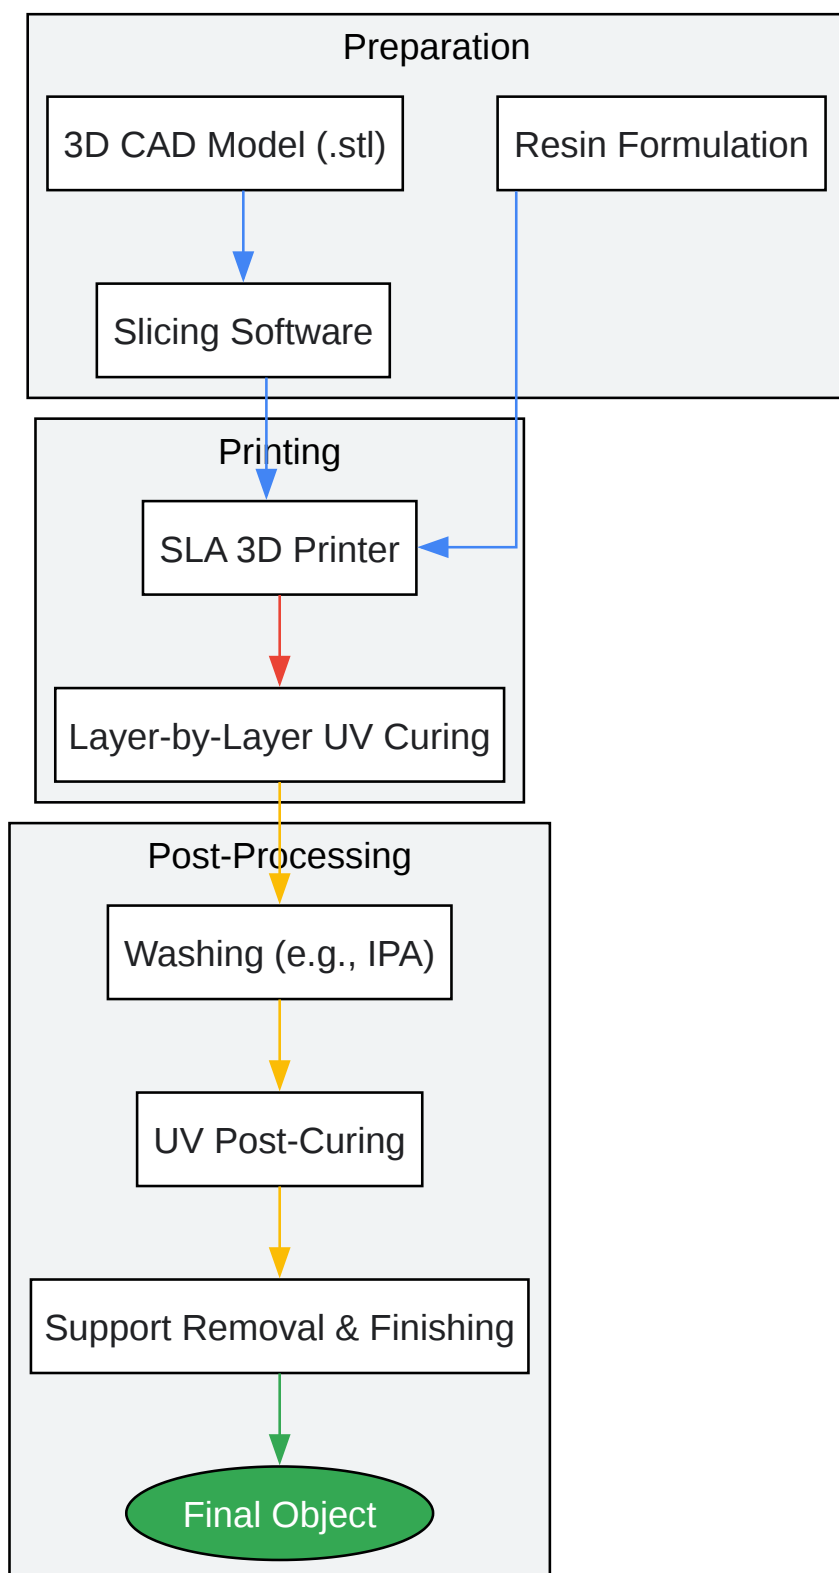 Preparation
3D CAD Model (.stl)
Resin Formulation
Slicing Software
Printing
SLA 3D Printer
Layer-by-Layer UV Curing
Post-Processing
Washing (e.g., IPA)
UV Post-Curing
Support Removal & Finishing
Final Object